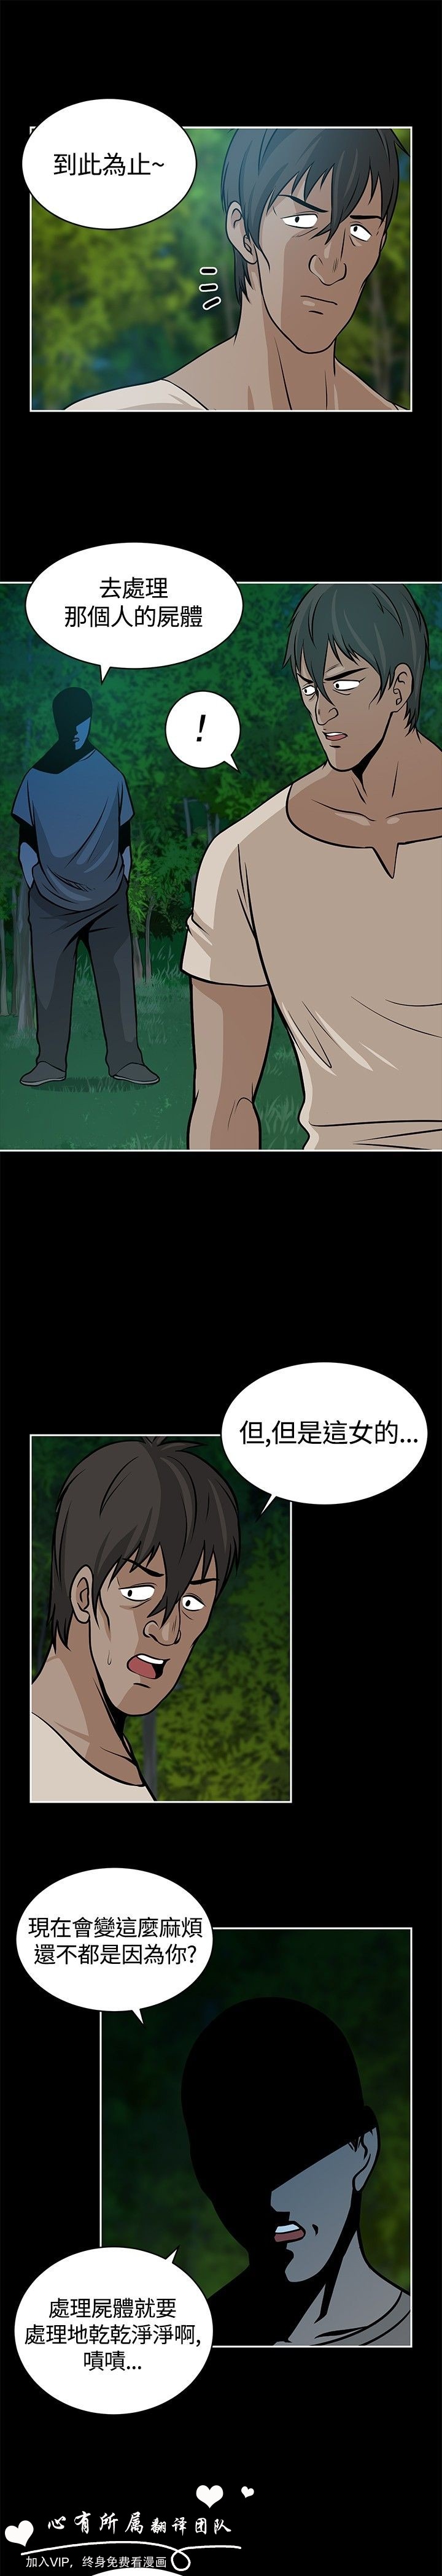 到此為止~
去處理
那個人的屍體
!
但,但是這女的...
現在會變這麼麻煩
還不都是因為你?
處理屍體就要
處理地乾乾淨淨啊,
嘖嘖...
心有所属翻译团队
加入VIP，终身免费看漫画